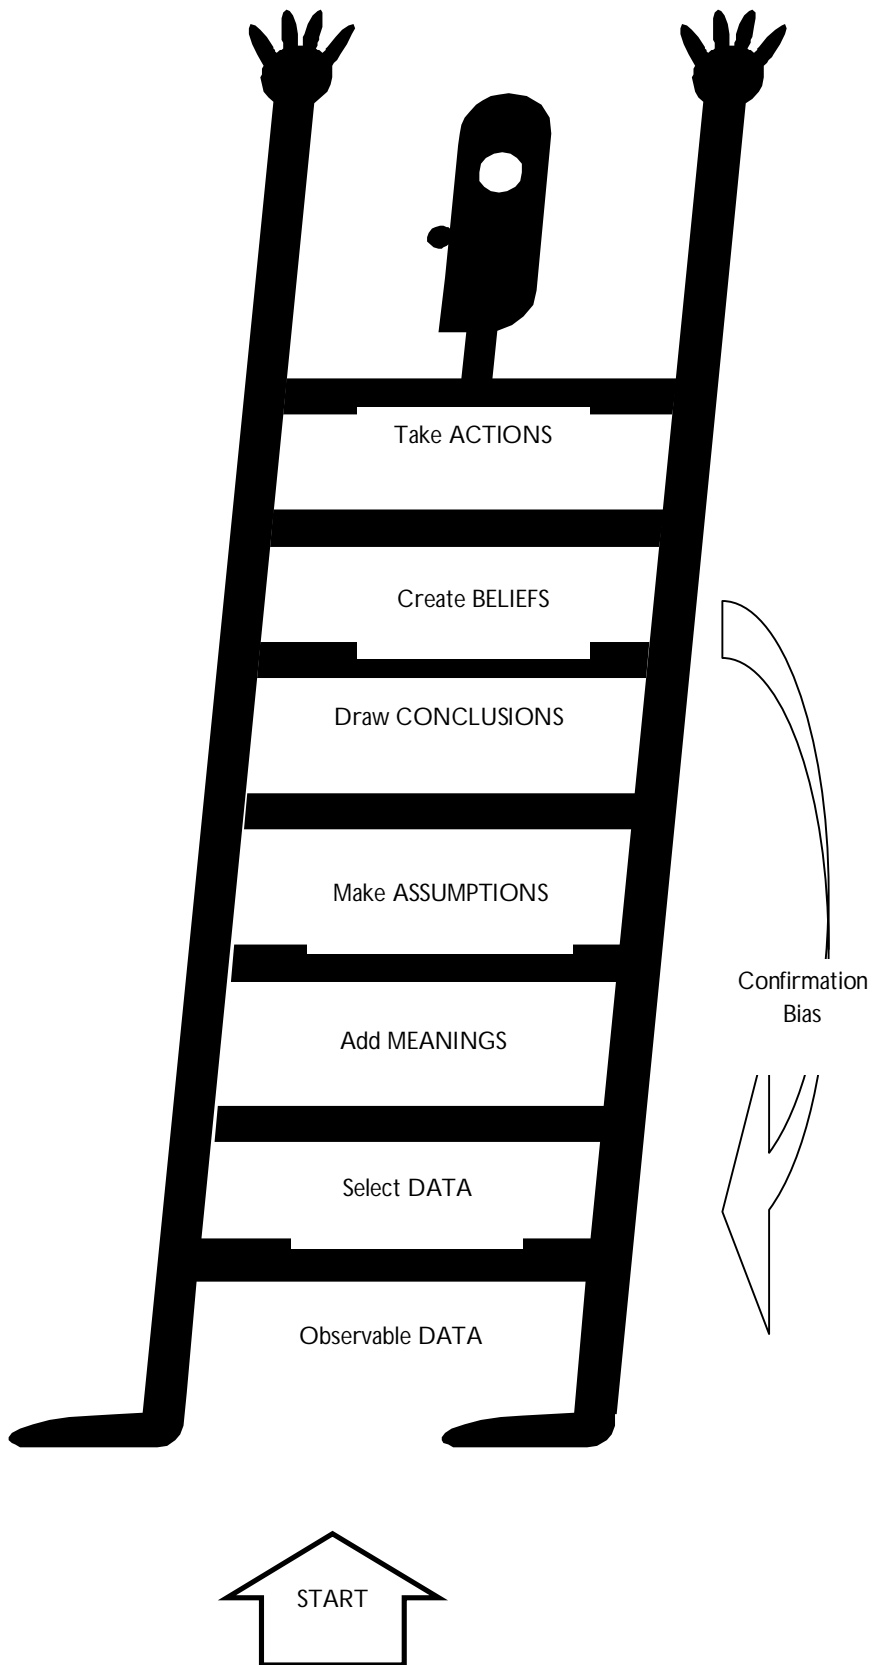 Take ACTIONS
Create BELIEFS
Draw CONCLUSIONS
Make ASSUMPTIONS
Confirmation
Bias
Add MEANINGS
Select DATA
Observable DATA
START